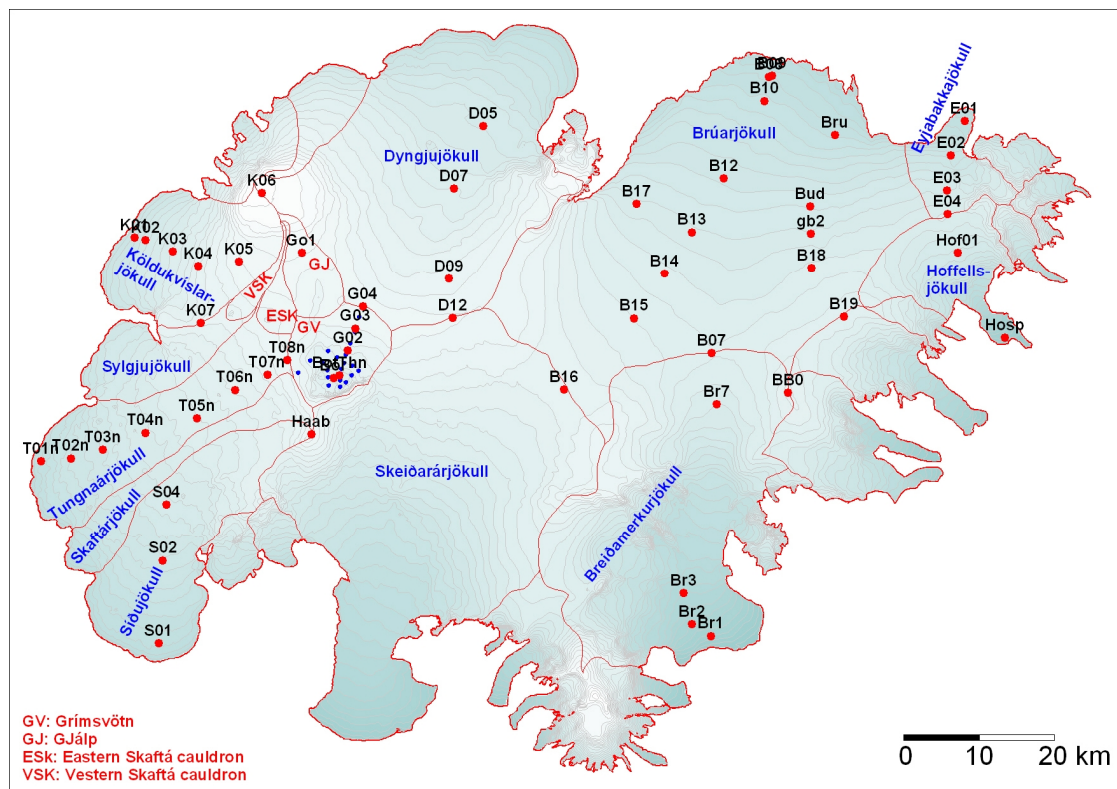 B10
E01
D05
Bru
Brúarjökull
Eyjabakkajökull
Dyngjujökull
E02
B12
K06
D07
E03
B17
Bud
E04
K02
B13
gb2
K03
Go1
K05
K04
GJ
Hof01
Köldukvíslar-
jökull
VSK
D09
B14
B18
Hoffells-
jökull
G04
K07
ESK
GV
G03
D12
B15
B19
Hosp
Sylgjujökull
T08n
G02
T07n
B07
T06n
B16
Br7
BB0
T05n
T04n
Haab
T03n
T02n
T01n
Tungnaárjökull
Skeiðarárjökull
S04
Skaftárjökull
Breiðamerkurjökull
S02
Síðujökull
Br3
Br2
Br1
S01
GV: Grímsvötn
GJ: GJálp
ESk: Eastern Skaftá cauldron
VSK: Vestern Skaftá cauldron
0 10 20 km